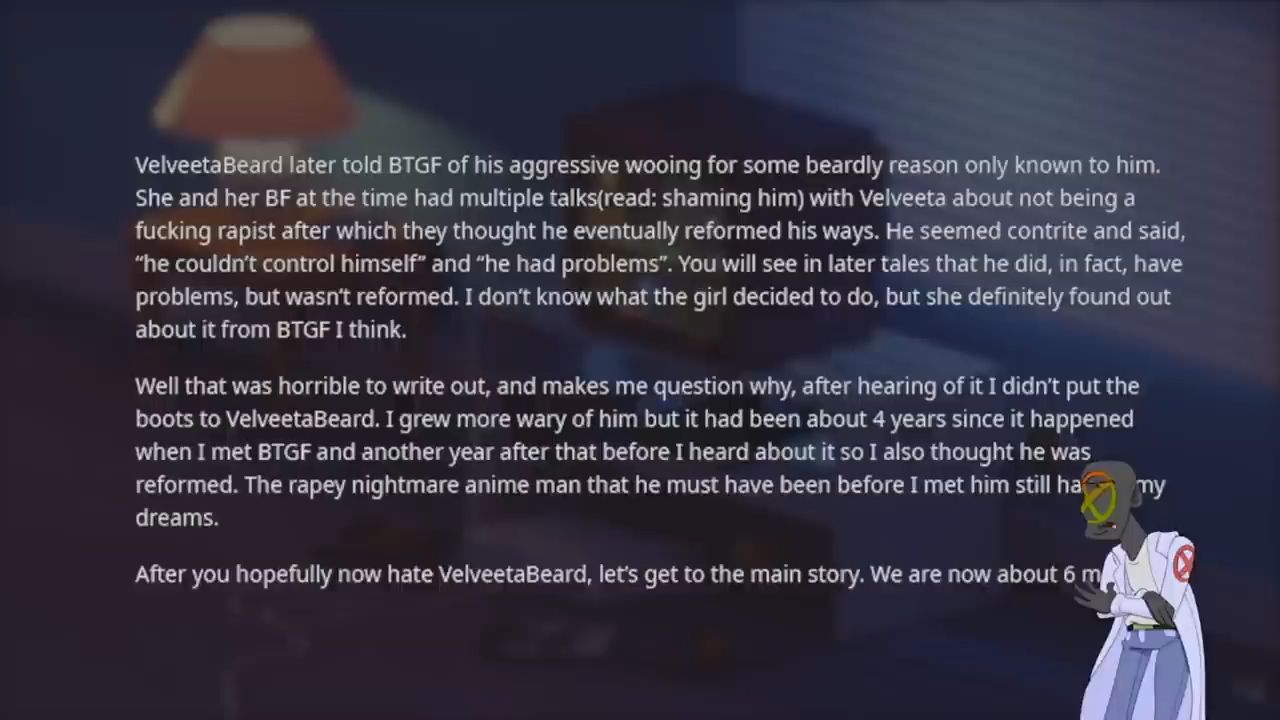 VelveetaBeard later told BTGF of his aggressive wooing for some beardly reason only known to him.
She and her BF at the time had multiple talks(read: shaming him) with Velveeta about not being a
fucking rapist after which they thought he eventually reformed his ways. He seemed contrite and said,
“he couldn’t control himself” and “he had problems”. You will see in later tales that he did, in fact, have
problems, but wasn’t reformed. I don’t know what the girl decided to do, but she definitely found out
about it from BTGF I think.
Well that was horrible to write out, and makes me question why, after hearing of it I didn’t put the
boots to VelveetaBeard. I grew more wary of him but it had been about 4 years since it happened
when I met BTGF and another year after that before I heard about it so I also thought he was
reformed. The rapey nightmare anime man that he must have been before I met him still my
dreams.
After you hopefully now hate VelveetaBeard, let’s get to the main story. We are now about 6